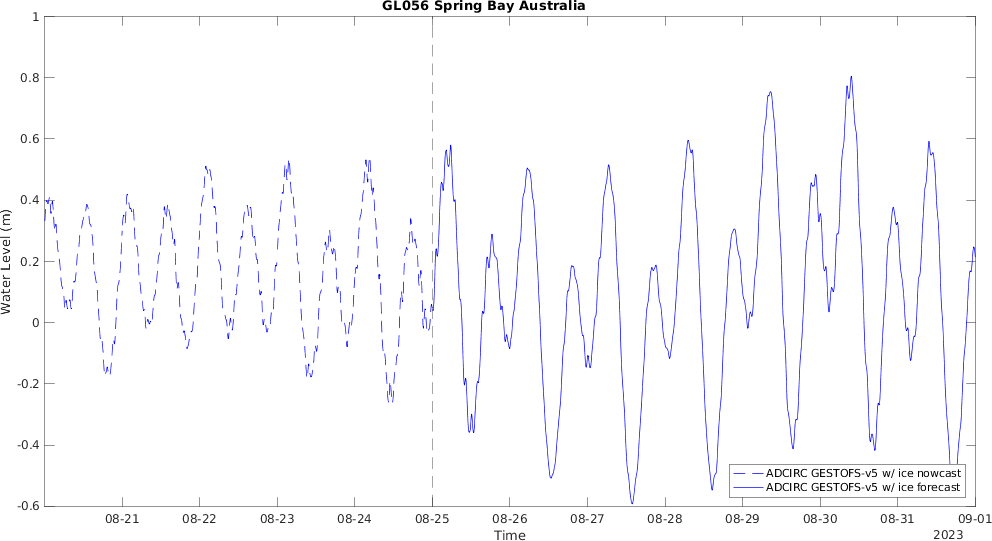 GL056 Spring Bay Australia
1
0.8
0.6
0.4
0.2
0
-0.2
-0.4
-0.6
Water Level (m)
ADCIRC GESTOFS-v5 w/ ice nowcast
ADCIRC GESTOFS-v5 w/ ice forecast
08-21 08-22 08-23 08-24 08-25 08-26 08-27 08-28 08-29 08-30 08-31 09-01
Time
2023